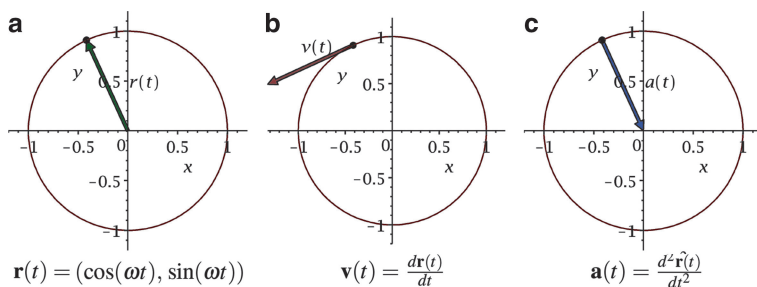 a
1
y
0.5 r(t)
-1 -0.5 0 0.5 1
x
-0.5
-1
r(t) = (cos(ωt), sin(ωt))
b
1
v(t)
y
0.5
-1 -0.5 0 0.5 1
x
-0.5
-1
v(t) = dr(t)/dt
c
1
y
0.5 a(t)
-1 -0.5 0 0.5 1
x
-0.5
-1
a(t) = d²r(t)/dt²